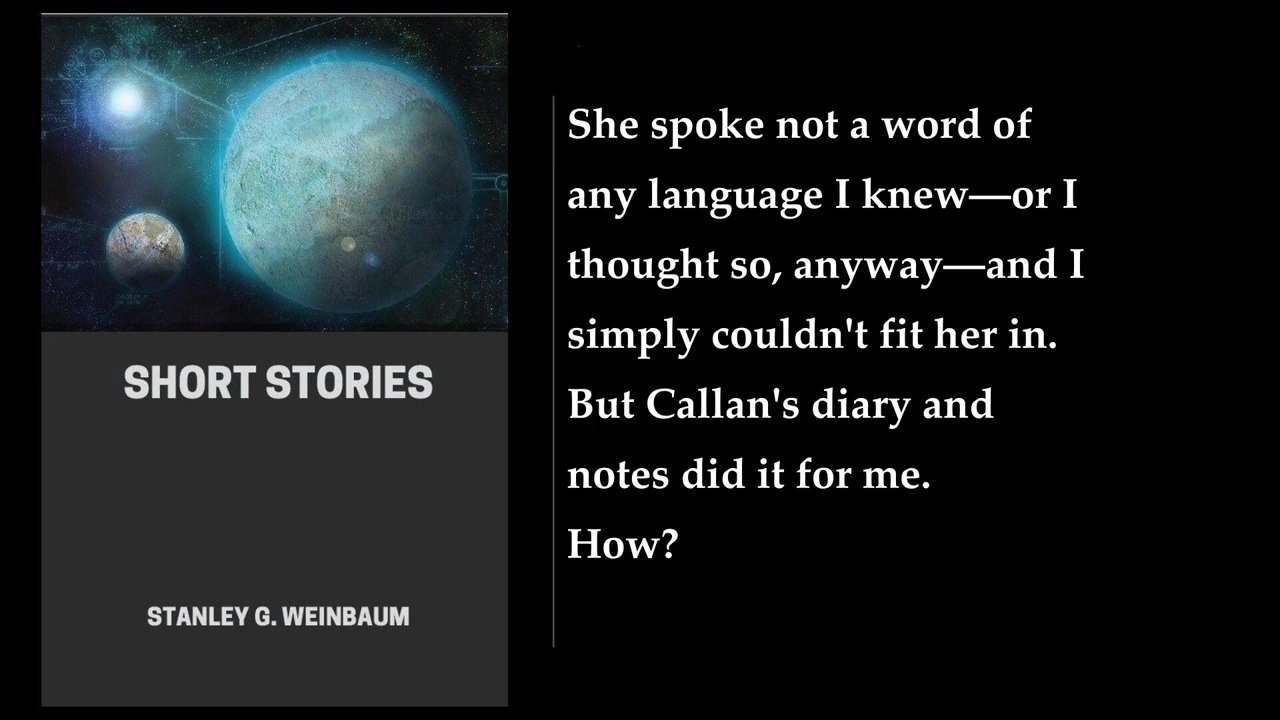 SHORT STORIES
STANLEY G. WEINBAUM
She spoke not a word of
any language I knew—or I
thought so, anyway—and I
simply couldn't fit her in.
But Callan's diary and
notes did it for me.
How?